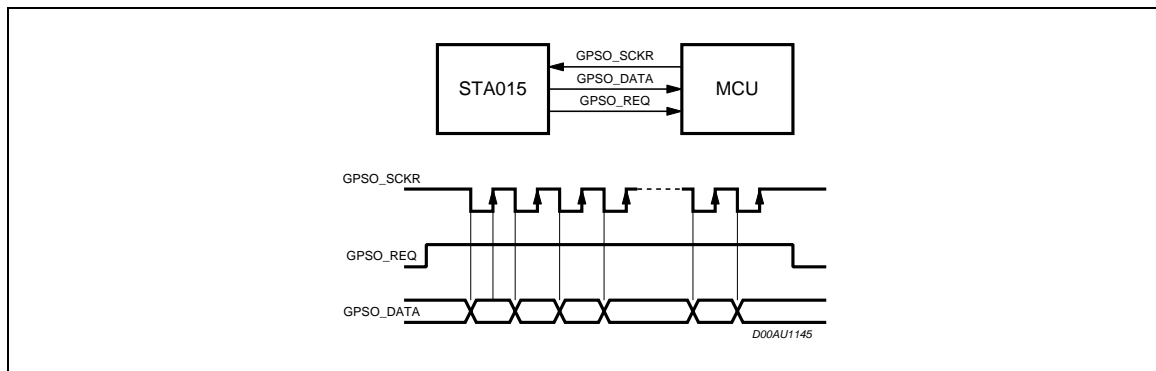 GPSO_SCKR
STA015
GPSO_DATA
MCU
GPSO_REQ
GPSO_SCKR
GPSO_REQ
GPSO_DATA
D00AU1145